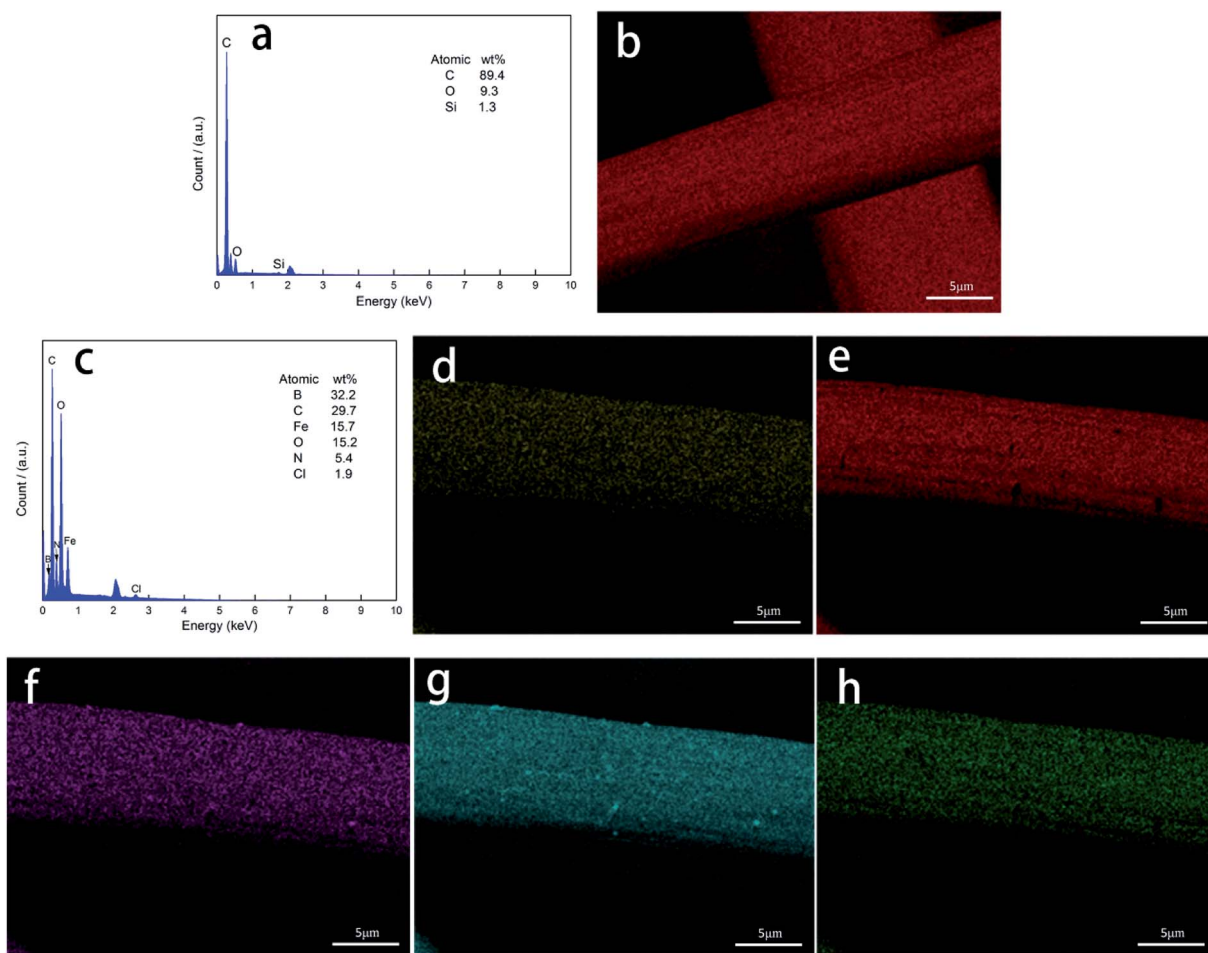 a
C
O
Si
Atomic wt%
C 89.4
O 9.3
Si 1.3
Count / (a.u.)
0 1 2 3 4 5 6 7 8 9 10
Energy (keV)
b
5μm
c
C
O
B
N
Fe
Cl
Atomic wt%
B 32.2
C 29.7
Fe 15.7
O 15.2
N 5.4
Cl 1.9
Count / (a.u.)
0 1 2 3 4 5 6 7 8 9 10
Energy (keV)
d
5μm
e
5μm
f
5μm
g
5μm
h
5μm